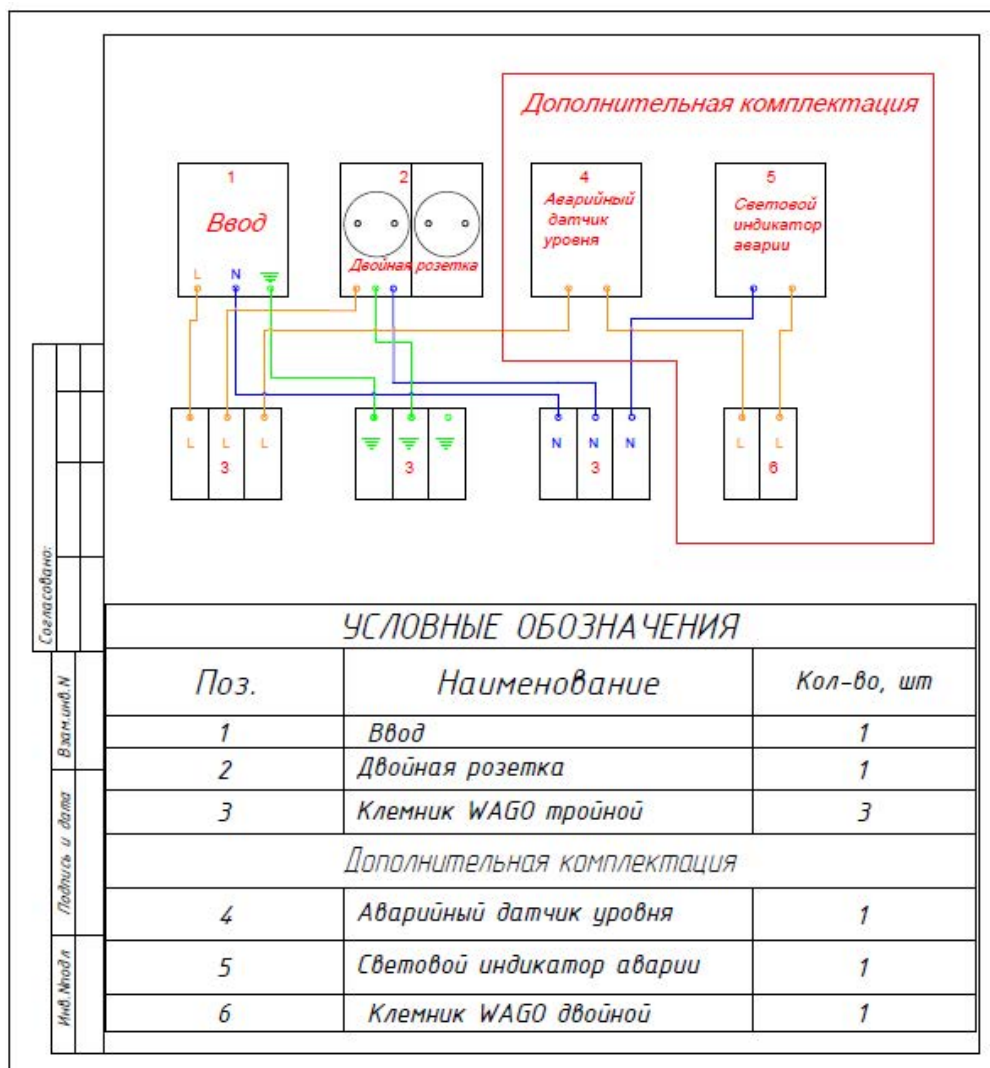 Дополнительная комплектация
1
Ввод
L N
2
Двойная розетка
4
Аварийный
датчик
уровня
5
Световой
индикатор
аварии
L L L
3
3
N N N
3
L L
6
УСЛОВНЫЕ ОБОЗНАЧЕНИЯ
Поз. Наименование Кол-во, шт
1 Ввод 1
2 Двойная розетка 1
3 Клемник WAGO тройной 3
Дополнительная комплектация
4 Аварийный датчик уровня 1
5 Световой индикатор аварии 1
6 Клемник WAGO двойной 1
Согласовано:
Взам.инв.N
Подпись и дата
Инв.Nподл